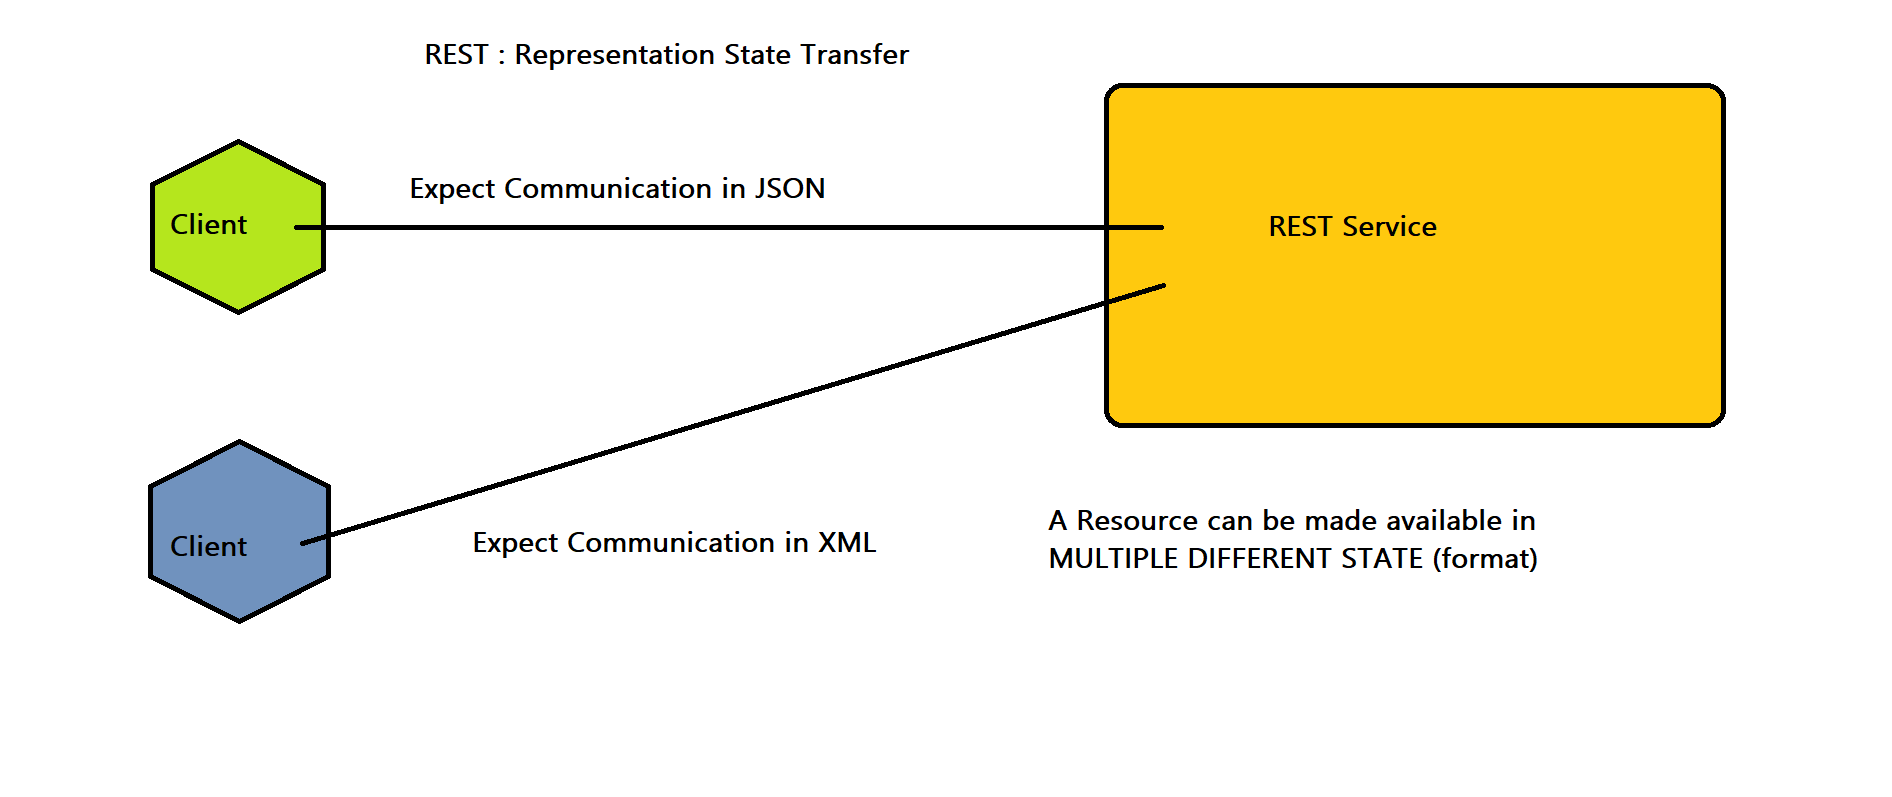 REST : Representation State Transfer
Client
Expect Communication in JSON
REST Service
Client
Expect Communication in XML
A Resource can be made available in
MULTIPLE DIFFERENT STATE (format)